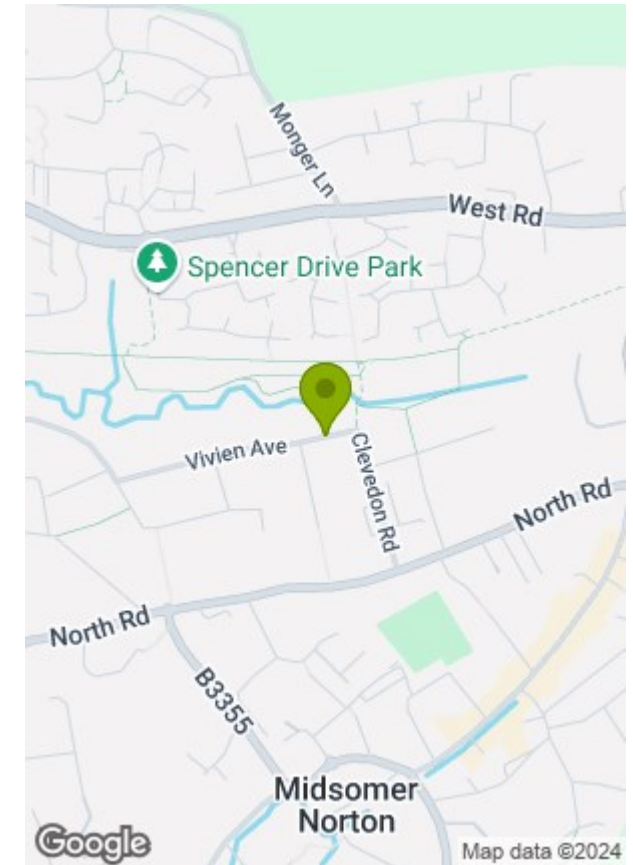 Monger Ln
West Rd
Spencer Drive Park
Vivien Ave
Clevedon Rd
North Rd
North Rd
B3355
Midsomer
Norton
Google
Map data ©2024